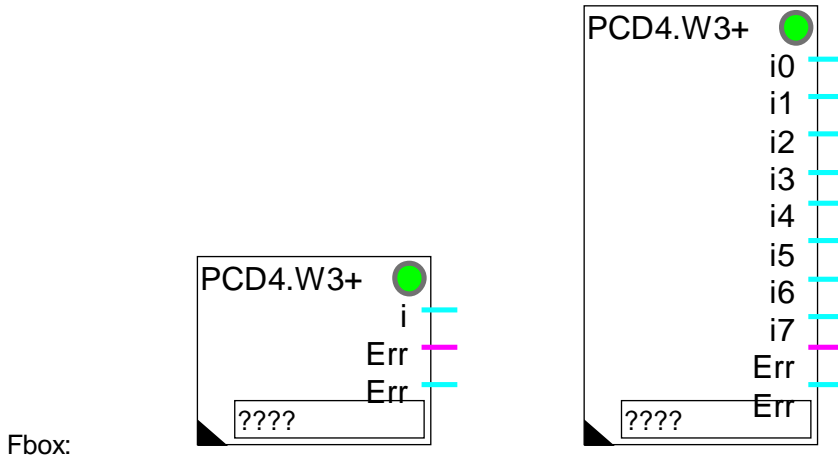 PCD4.W3+
i
Err
Err
????
PCD4.W3+
i0
i1
i2
i3
i4
i5
i6
i7
Err
Err
????
Fbox: